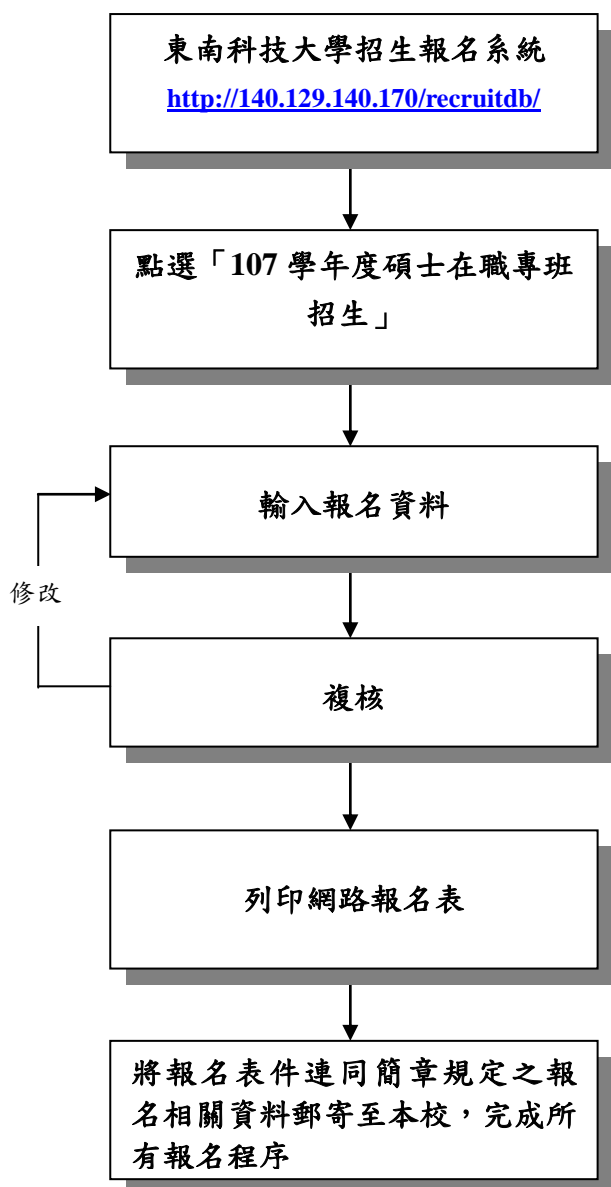 東南科技大學招生報名系統
http://140.129.140.170/recruitdb/
點選「107 學年度碩士在職專班
招生」
輸入報名資料
修改
複核
列印網路報名表
將報名表件連同簡章規定之報
名相關資料郵寄至本校，完成所
有報名程序